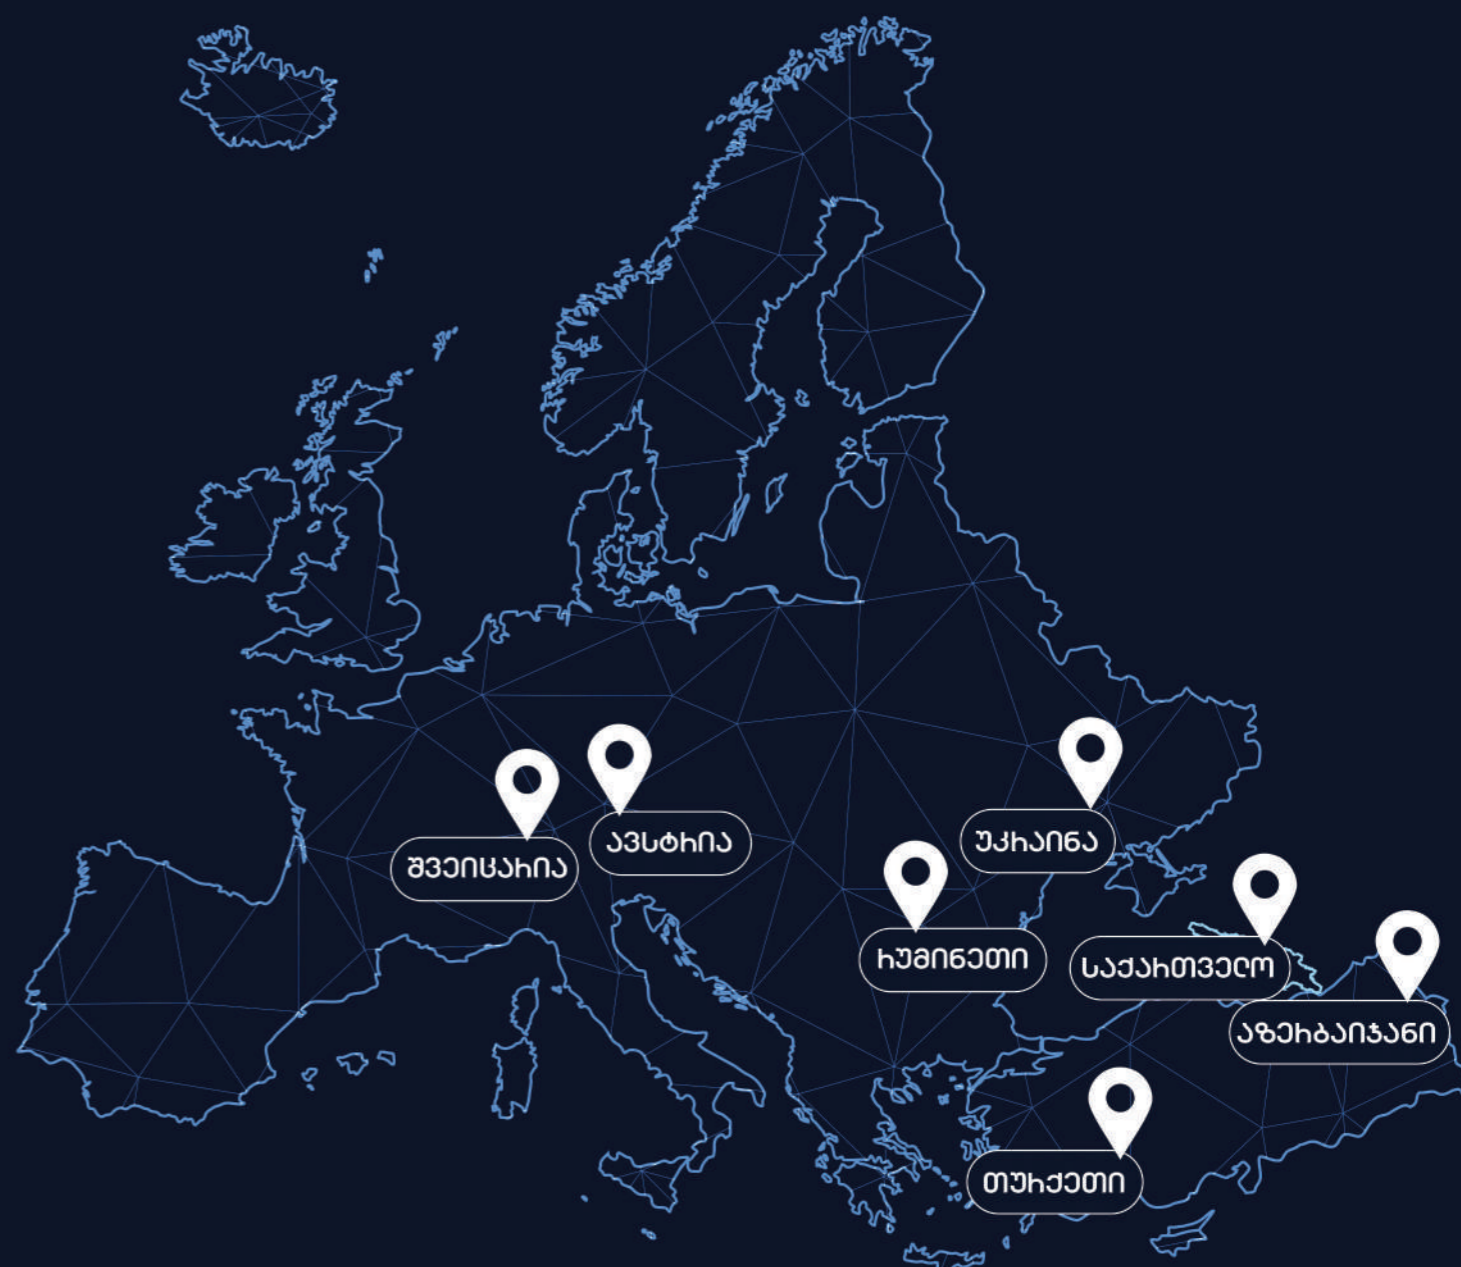 უკრაინა
ავსტრია
შვეიცარია
რუმინეთი
საქართველო
აზერბაიჯანი
თურქეთი